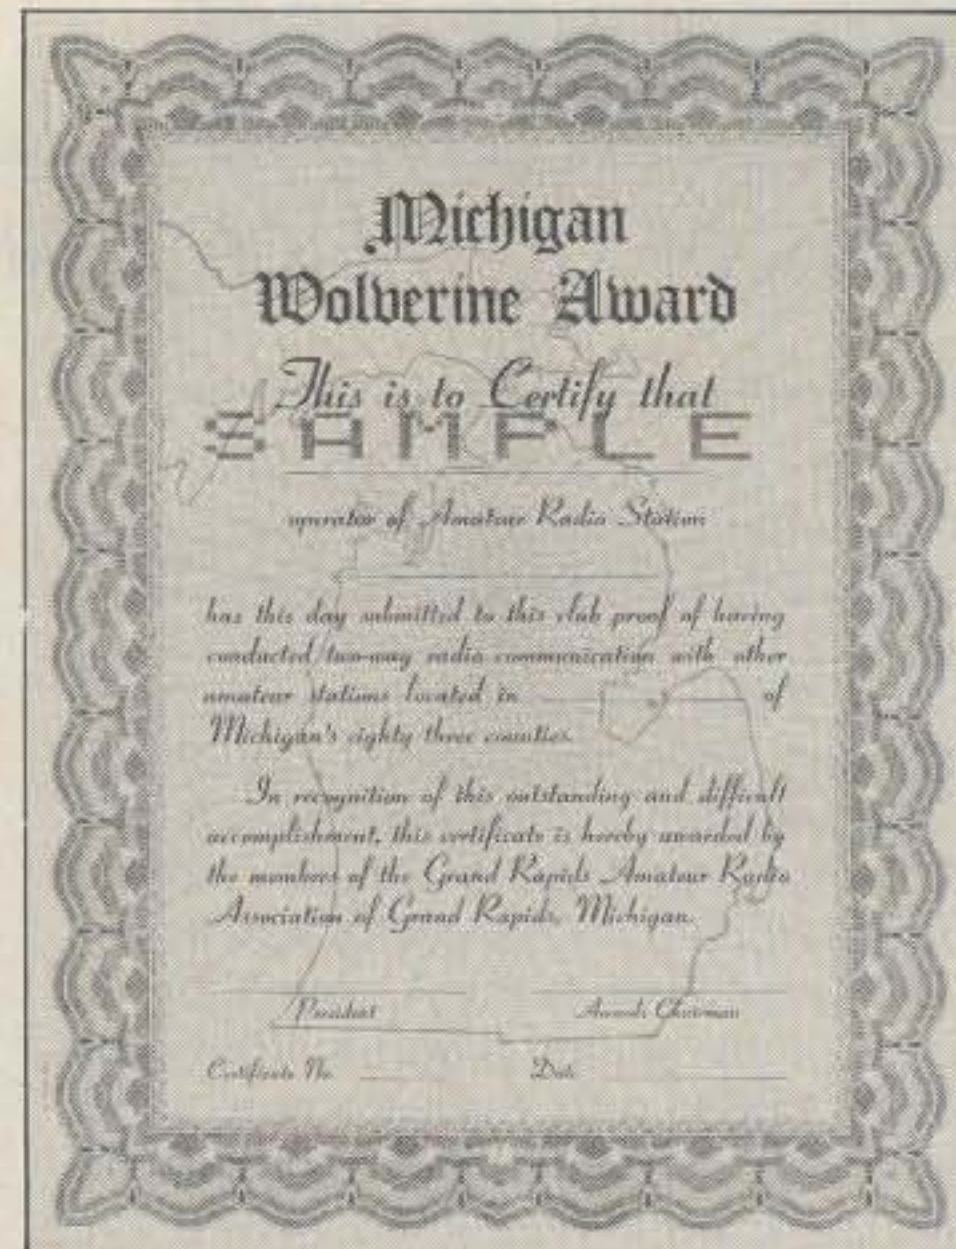 Michigan
Wolverine Award
This is to Certify that
SAMPLE
operator of Amateur Radio Station
has this day submitted to this club proof of having
conducted two-way radio communication with other
amateur stations located in of
Michigan's eighty three counties.
In recognition of this outstanding and difficult
accomplishment, this certificate is hereby awarded by
the members of the Grand Rapids Amateur Radio
Association of Grand Rapids, Michigan.
President Awards Chairman
Certificate No. Date